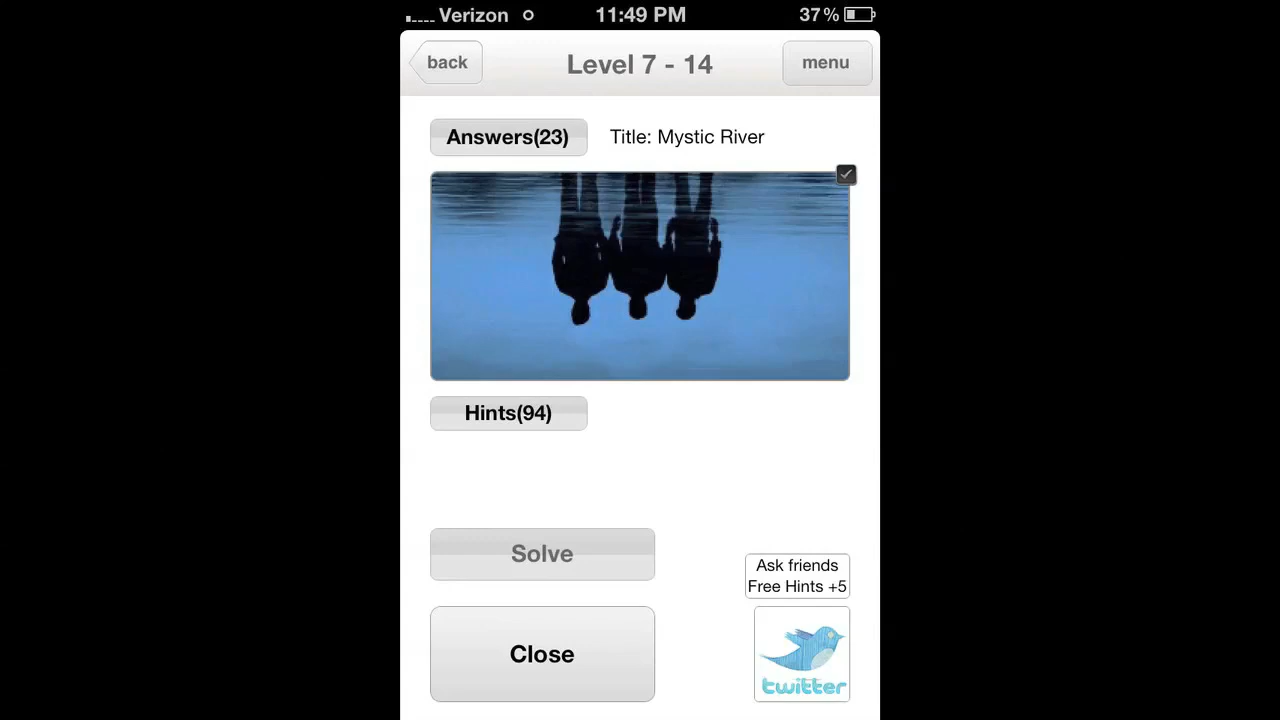 Verizon 11:49 PM 37%
back Level 7 - 14 menu
Answers(23) Title: Mystic River
Hints(94)
Solve
Ask friends
Free Hints +5
Close
twitter